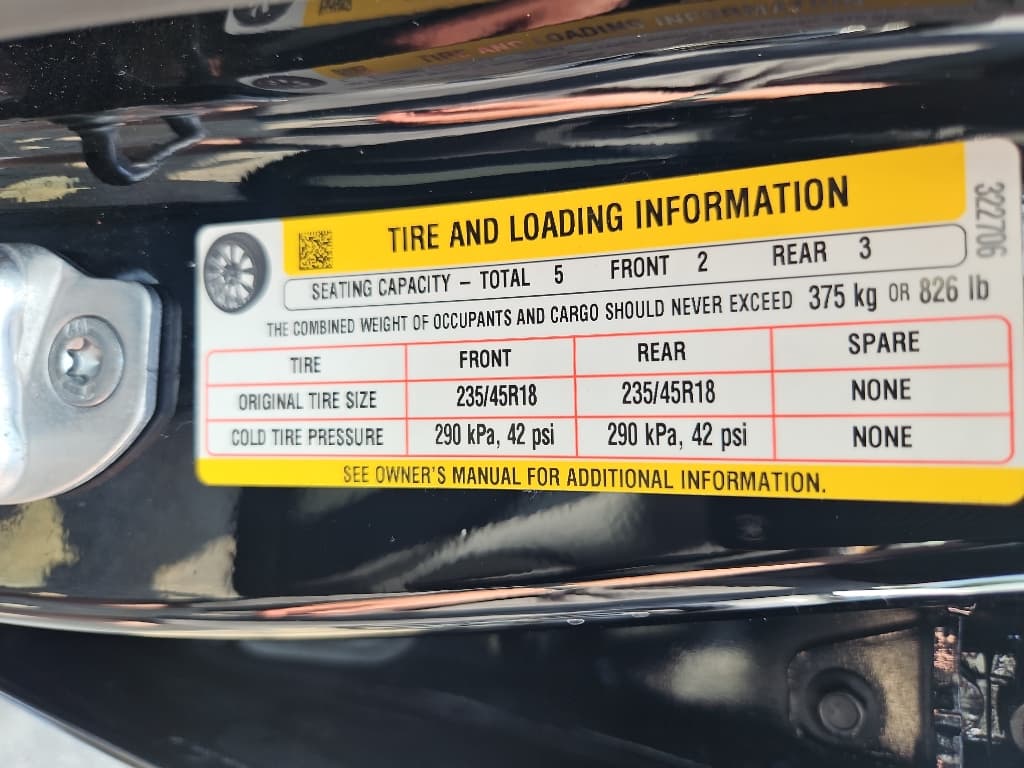 TIRE AND LOADING INFORMATION
322706
SEATING CAPACITY – TOTAL 5 FRONT 2 REAR 3
THE COMBINED WEIGHT OF OCCUPANTS AND CARGO SHOULD NEVER EXCEED 375 kg OR 826 lb
TIRE FRONT REAR SPARE
ORIGINAL TIRE SIZE 235/45R18 235/45R18 NONE
COLD TIRE PRESSURE 290 kPa, 42 psi 290 kPa, 42 psi NONE
SEE OWNER'S MANUAL FOR ADDITIONAL INFORMATION.